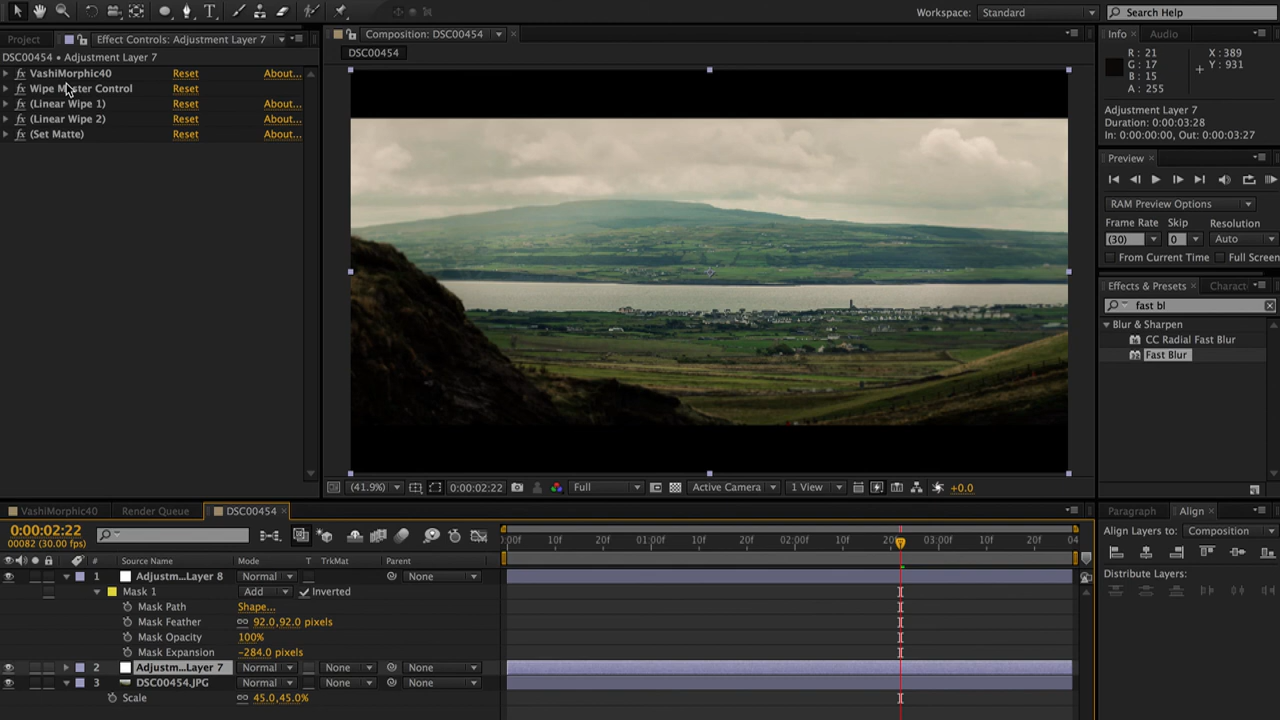 Workspace: Standard
Search Help
Project
Effect Controls: Adjustment Layer 7
DSC00454 • Adjustment Layer 7
VashiMorphic40 Reset About...
Wipe Master Control Reset
(Linear Wipe 1) Reset About...
(Linear Wipe 2) Reset About...
(Set Matte) Reset About...
Composition: DSC00454
DSC00454
(41.9%) 0:00:02:22 Full Active Camera 1 View +0.0
Info Audio
R : 21
G : 17
B : 15
A : 255
X : 389
Y : 931
Adjustment Layer 7
Duration: 0:00:03:28
In: 0:00:00:00, Out: 0:00:03:27
Preview
RAM Preview Options
Frame Rate Skip Resolution
(30) 0 Auto
From Current Time Full Screen
Effects & Presets Charact
fast bl
Blur & Sharpen
CC Radial Fast Blur
Fast Blur
VashiMorphic40 Render Queue DSC00454
0:00:02:22
00082 (30.00 fps)
:00f 10f 20f 01:00f 10f 20f 02:00f 10f 20f 03:00f 10f 20f 04
# Source Name Mode T TrkMat Parent
1 Adjustm...Layer 8 Normal None
Mask 1 Add Inverted
Mask Path Shape...
Mask Feather 92.0,92.0 pixels
Mask Opacity 100%
Mask Expansion -284.0 pixels
2 Adjustm...Layer 7 Normal None None
3 DSC00454.JPG Normal None None
Scale 45.0,45.0%
Paragraph Align
Align Layers to: Composition
Distribute Layers: